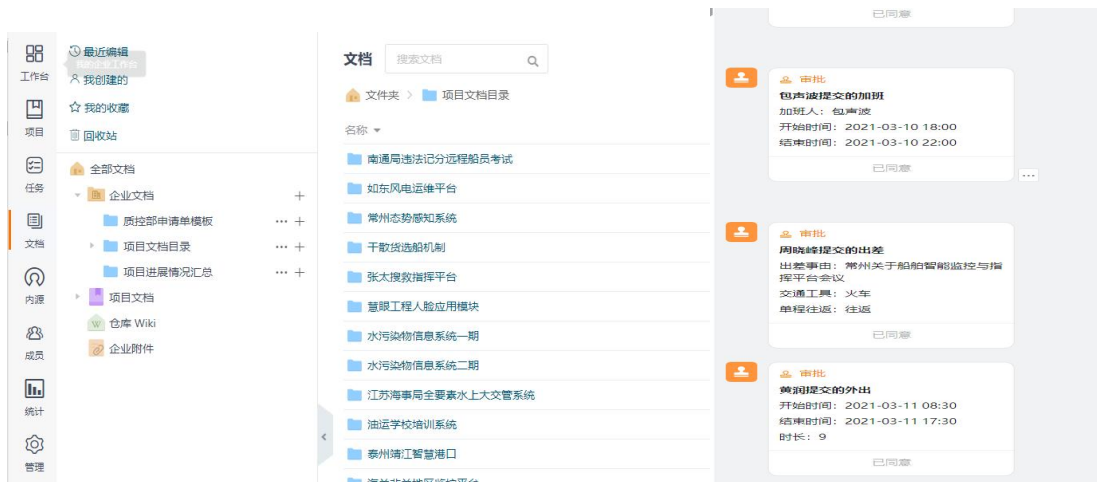 工作台
项目
任务
文档
内源
成员
统计
管理
最近编辑
我的企业工作台
我创建的
我的收藏
回收站
全部文档
企业文档
质控部申请单模板
项目文档目录
项目进展情况汇总
项目文档
仓库 Wiki
企业附件
文档
搜索文档
文件夹 > 项目文档目录
名称
南通局违法记分远程船员考试
如东风电运维平台
常州态势感知系统
干散货选船机制
张太搜救指挥平台
慧眼工程人脸应用模块
水污染物信息系统一期
水污染物信息系统二期
江苏海事局全要素水上大交管系统
油运学校培训系统
泰州靖江智慧港口
已同意
审批
包声波提交的加班
加班人：包声波
开始时间：2021-03-10 18:00
结束时间：2021-03-10 22:00
已同意
审批
周晓峰提交的出差
出差事由：常州关于船舶智能监控与指
挥平台会议
交通工具：火车
单程往返：往返
已同意
审批
黄润提交的外出
开始时间：2021-03-11 08:30
结束时间：2021-03-11 17:30
时长：9
已同意